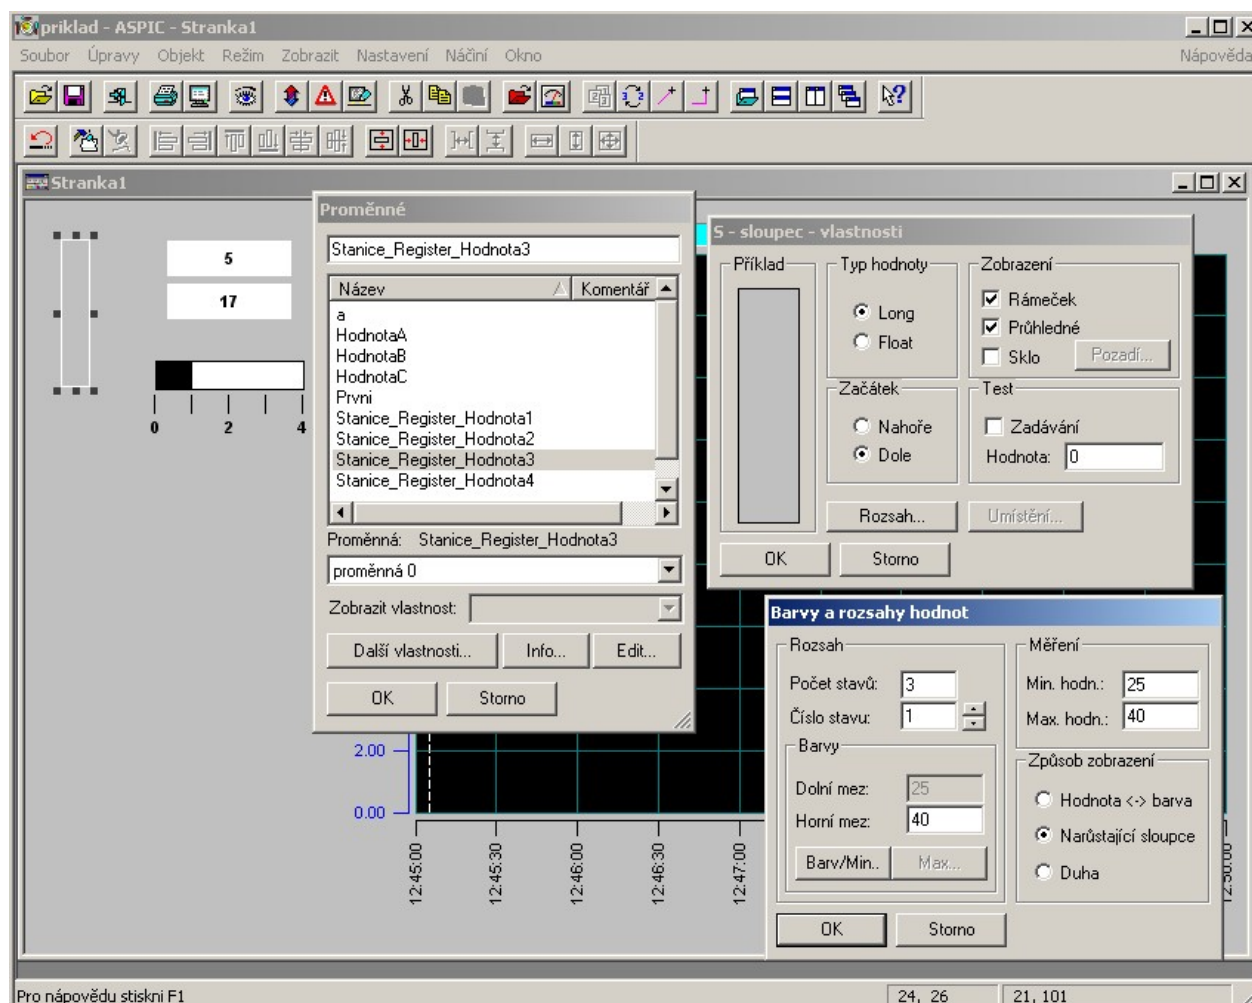 priklad - ASPIC - Stranka1
Soubor Úpravy Objekt Režim Zobrazit Nastavení Náčiní Okno Nápověda
Stranka1
5
17
0 2 4
Proměnné
Stanice_Register_Hodnota3
Název Komentář
a
HodnotaA
HodnotaB
HodnotaC
Prvni
Stanice_Register_Hodnota1
Stanice_Register_Hodnota2
Stanice_Register_Hodnota3
Stanice_Register_Hodnota4
Proměnná: Stanice_Register_Hodnota3
proměnná 0
Zobrazit vlastnost:
Další vlastnosti... Info... Edit...
OK Storno
S - sloupec - vlastnosti
Příklad
Typ hodnoty
Long
Float
Zobrazení
Rámeček
Průhledné
Sklo Pozadí...
Začátek
Nahoře
Dole
Test
Zadávání
Hodnota: 0
Rozsah... Umístění...
OK Storno
Barvy a rozsahy hodnot
Rozsah
Počet stavů: 3
Číslo stavu: 1
Barvy
Dolní mez: 25
Horní mez: 40
Barv/Min.. Max...
Měření
Min. hodn.: 25
Max. hodn.: 40
Způsob zobrazení
Hodnota <-> barva
Narůstající sloupce
Duha
OK Storno
2.00
0.00
12:45:00
12:45:30
12:46:00
12:46:30
12:47:00
Pro nápovědu stiskni F1 24, 26 21, 101